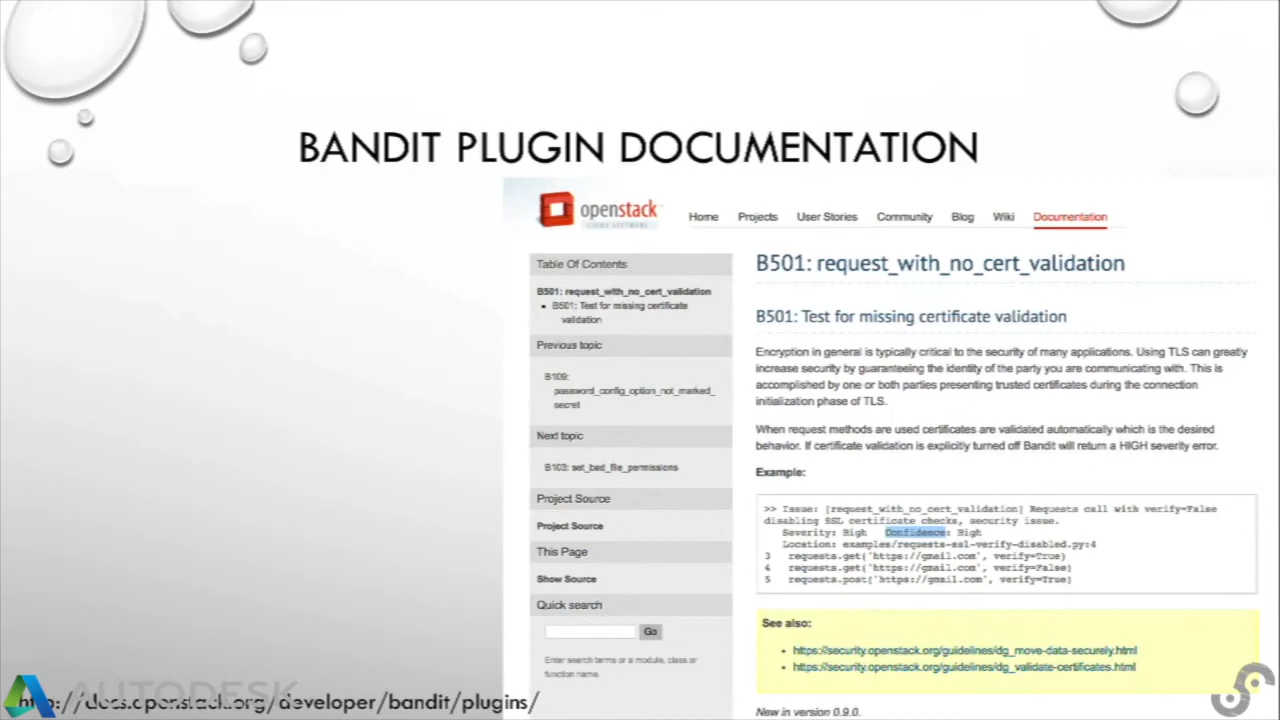 BANDIT PLUGIN DOCUMENTATION
openstack
CLOUD SOFTWARE
Home Projects User Stories Community Blog Wiki Documentation
Table Of Contents
B501: request_with_no_cert_validation
B501: Test for missing certificate
validation
Previous topic
B109:
password_config_option_not_marked_
secret
Next topic
B103: set_bad_file_permissions
Project Source
Project Source
This Page
Show Source
Quick search
Go
Enter search terms or a module, class or
function name.
B501: request_with_no_cert_validation
B501: Test for missing certificate validation
Encryption in general is typically critical to the security of many applications. Using TLS can greatly
increase security by guaranteeing the identity of the party you are communicating with. This is
accomplished by one or both parties presenting trusted certificates during the connection
initialization phase of TLS.
When request methods are used certificates are validated automatically which is the desired
behavior. If certificate validation is explicitly turned off Bandit will return a HIGH severity error.
Example:
>> Issue: [request_with_no_cert_validation] Requests call with verify=False
disabling SSL certificate checks, security issue.
Severity: High Confidence: High
Location: examples/requests-ssl-verify-disabled.py:4
3 requests.get('https://gmail.com', verify=True)
4 requests.get('https://gmail.com', verify=False)
5 requests.post('https://gmail.com', verify=True)
See also:
• https://security.openstack.org/guidelines/dg_move-data-securely.html
• https://security.openstack.org/guidelines/dg_validate-certificates.html
New in version 0.9.0.
AUTODESK
http://docs.openstack.org/developer/bandit/plugins/